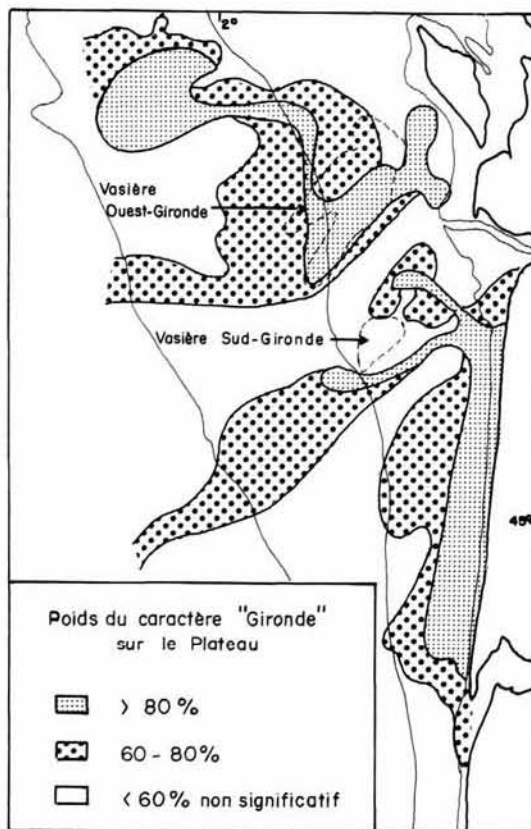 2°
Vasière
Ouest-Gironde
Vasière Sud-Gironde
45°
Poids du caractère "Gironde"
sur le Plateau
> 80 %
60 - 80%
< 60% non significatif